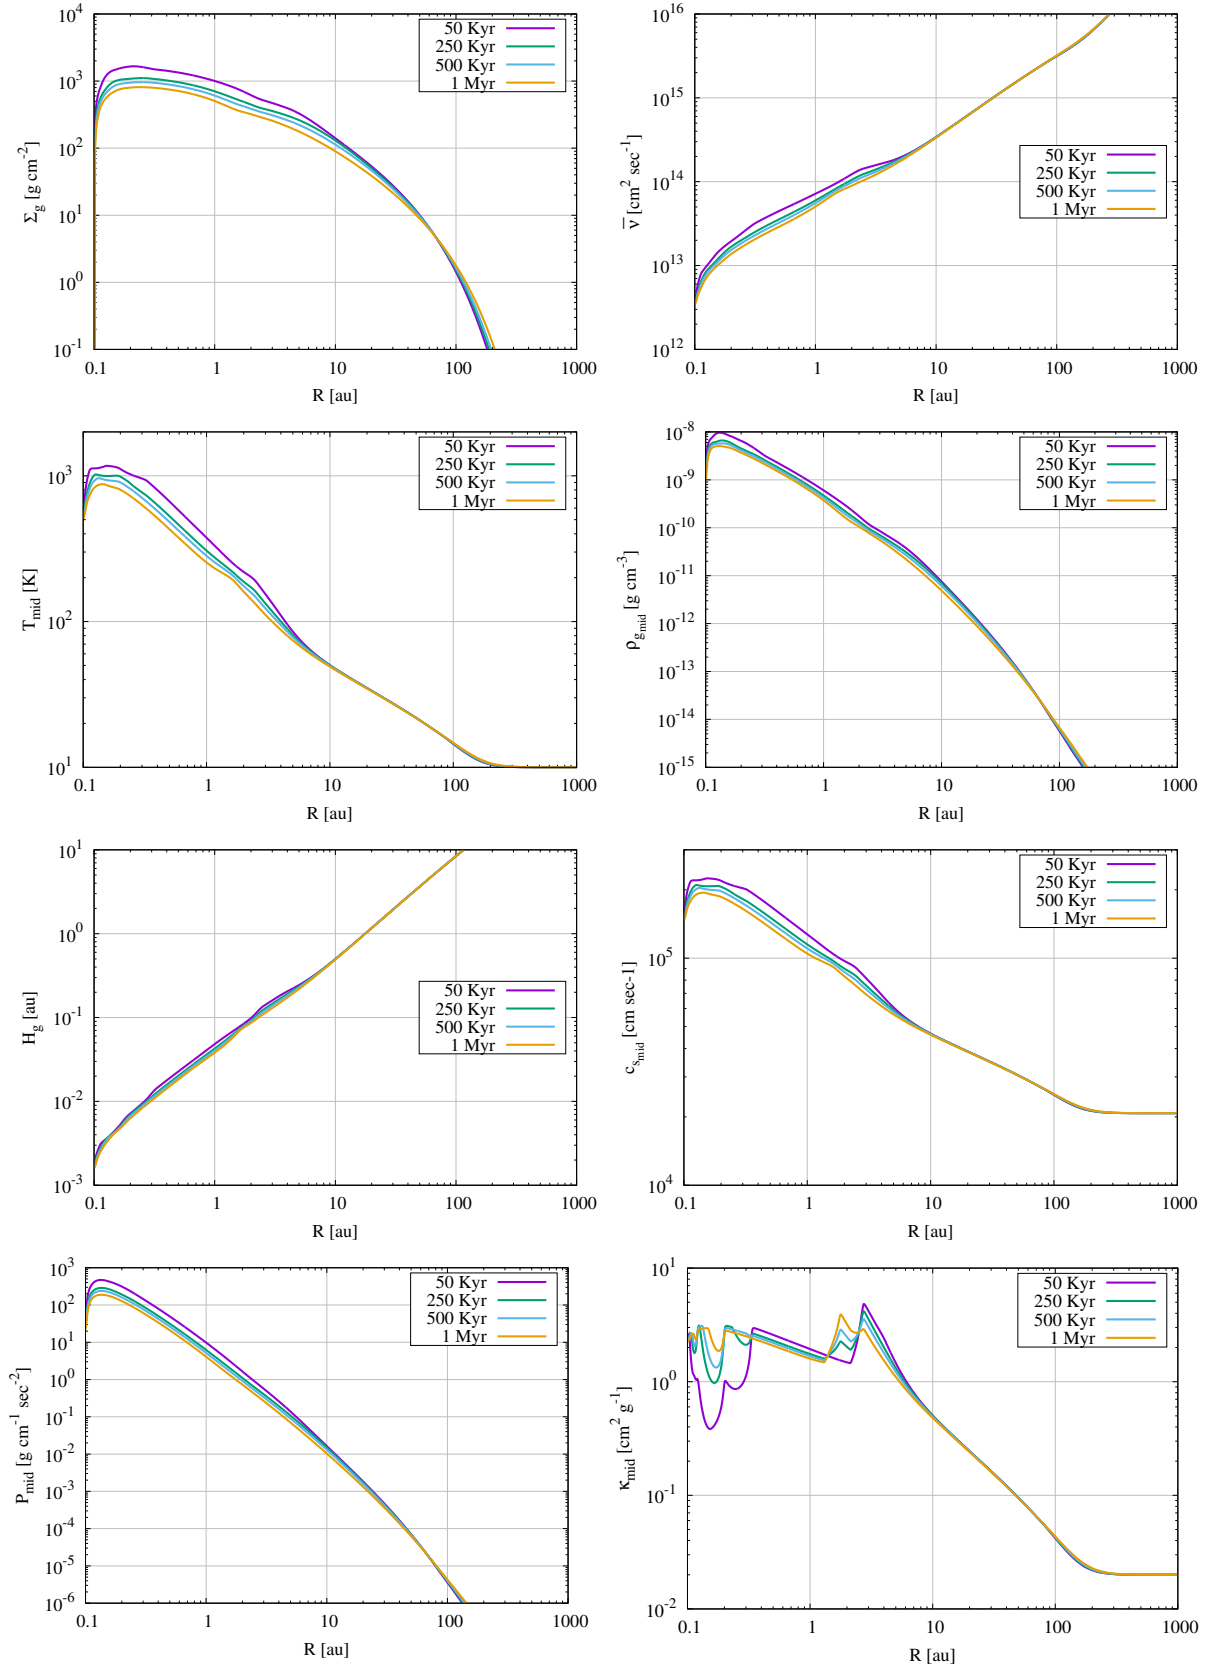 10^4
10^3
10^2
10^1
10^0
10^-1
Σ_g [g cm^-2]
50 Kyr
250 Kyr
500 Kyr
1 Myr
0.1 1 10 100 1000
R [au]
10^16
10^15
10^14
10^13
10^12
ν̅ [cm^2 sec^-1]
50 Kyr
250 Kyr
500 Kyr
1 Myr
0.1 1 10 100 1000
R [au]
10^3
10^2
10^1
T_mid [K]
50 Kyr
250 Kyr
500 Kyr
1 Myr
0.1 1 10 100 1000
R [au]
10^-8
10^-9
10^-10
10^-11
10^-12
10^-13
10^-14
10^-15
ρ_g_mid [g cm^-3]
50 Kyr
250 Kyr
500 Kyr
1 Myr
0.1 1 10 100 1000
R [au]
10^1
10^0
10^-1
10^-2
10^-3
H_g [au]
50 Kyr
250 Kyr
500 Kyr
1 Myr
0.1 1 10 100 1000
R [au]
10^5
10^4
c_s_mid [cm sec-1]
50 Kyr
250 Kyr
500 Kyr
1 Myr
0.1 1 10 100 1000
R [au]
10^3
10^2
10^1
10^0
10^-1
10^-2
10^-3
10^-4
10^-5
10^-6
P_mid [g cm^-1 sec^-2]
50 Kyr
250 Kyr
500 Kyr
1 Myr
0.1 1 10 100 1000
R [au]
10^1
10^0
10^-1
10^-2
κ_mid [cm^2 g^-1]
50 Kyr
250 Kyr
500 Kyr
1 Myr
0.1 1 10 100 1000
R [au]